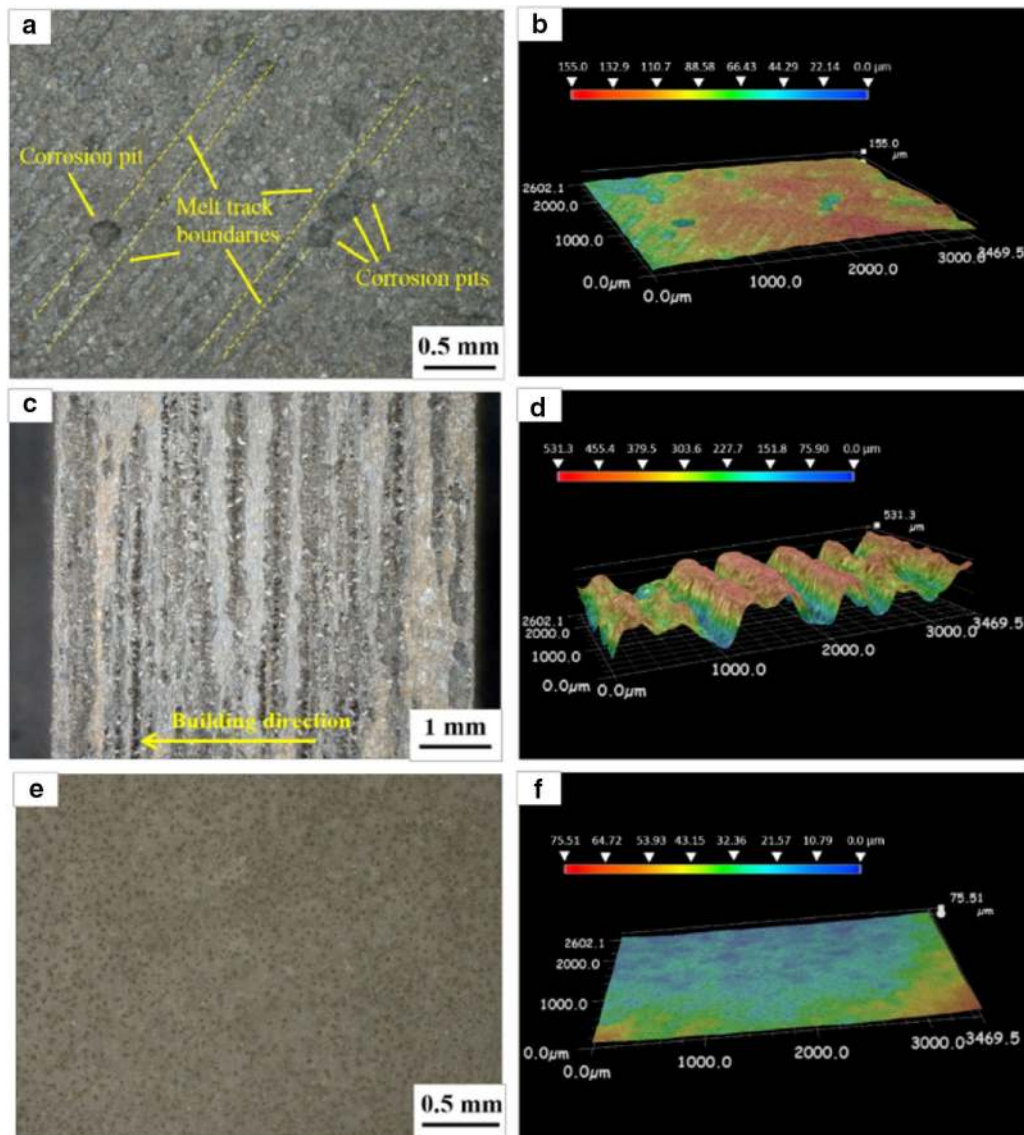 a
Corrosion pit
Melt track
boundaries
Corrosion pits
0.5 mm
b
155.0 132.9 110.7 88.58 66.43 44.29 22.14 0.0 μm
155.0
μm
2602.1
2000.0
1000.0
0.0μm
0.0μm
1000.0
2000.0
3000.0
3469.5
c
Building direction
1 mm
d
531.3 455.4 379.5 303.6 227.7 151.8 75.90 0.0 μm
531.3
μm
2602.1
2000.0
1000.0
0.0μm
0.0μm
1000.0
2000.0
3000.0
3469.5
e
0.5 mm
f
75.51 64.72 53.93 43.15 32.36 21.57 10.79 0.0 μm
75.51
μm
2602.1
2000.0
1000.0
0.0μm
0.0μm
1000.0
2000.0
3000.0
3469.5